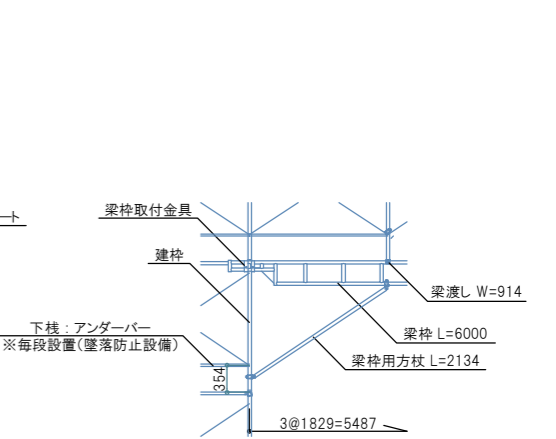 ート
梁枠取付金具
建枠
梁渡し W=914
下桟：アンダーバー
※毎段設置(墜落防止設備)
梁枠 L=6000
梁枠用方杖 L=2134
354
3@1829=5487